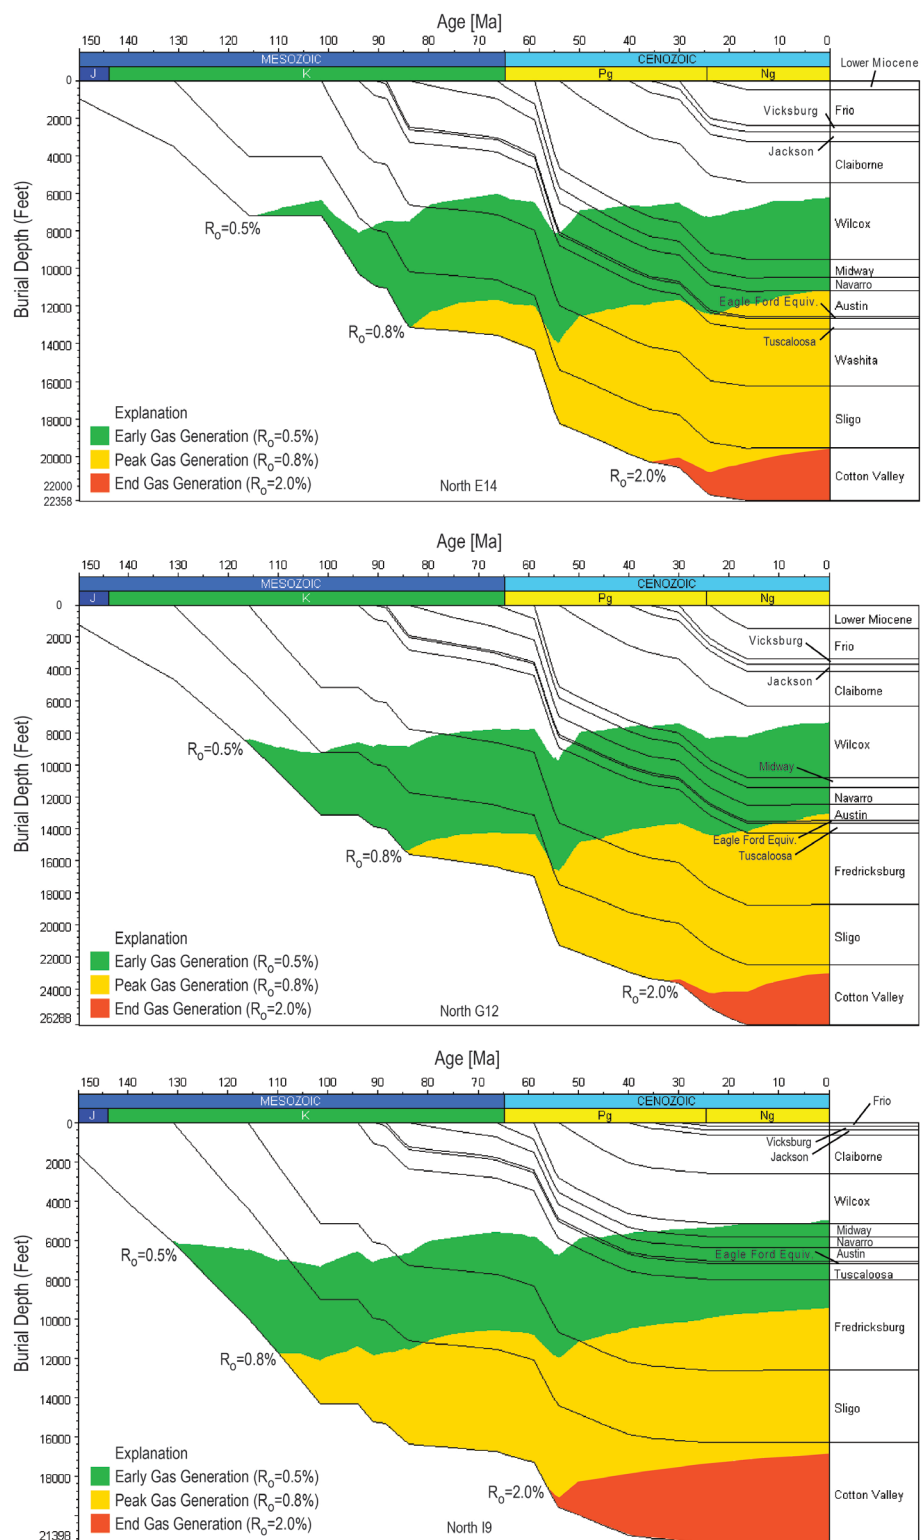 Age [Ma]
150 140 130 120 110 100 90 80 70 60 50 40 30 20 10 0
MESOZOIC CENOZOIC
J K Pg Ng
Lower Miocene
Burial Depth (Feet)
0
2000
4000
6000
8000
10000
12000
14000
16000
18000
20000
22000
22358
Vicksburg
Frio
Jackson
Claiborne
Wilcox
Midway
Navarro
Eagle Ford Equiv.
Austin
Tuscaloosa
Washita
Sligo
Cotton Valley
Ro=0.5%
Ro=0.8%
Ro=2.0%
Explanation
Early Gas Generation (Ro=0.5%)
Peak Gas Generation (Ro=0.8%)
End Gas Generation (Ro=2.0%)
North E14
Age [Ma]
150 140 130 120 110 100 90 80 70 60 50 40 30 20 10 0
MESOZOIC CENOZOIC
J K Pg Ng
Burial Depth (Feet)
0
2000
4000
6000
8000
10000
12000
14000
16000
18000
20000
22000
24000
Lower Miocene
Vicksburg
Frio
Jackson
Claiborne
Wilcox
Midway
Navarro
Austin
Eagle Ford Equiv.
Tuscaloosa
Fredricksburg
Sligo
Cotton Valley
Ro=0.5%
Ro=0.8%
Ro=2.0%
Explanation
Early Gas Generation (Ro=0.5%)
Peak Gas Generation (Ro=0.8%)
End Gas Generation (Ro=2.0%)
North G12
Age [Ma]
150 140 130 120 110 100 90 80 70 60 50 40 30 20 10 0
MESOZOIC CENOZOIC
J K Pg Ng
Burial Depth (Feet)
0
2000
4000
6000
8000
10000
12000
14000
16000
18000
Frio
Vicksburg
Jackson
Claiborne
Wilcox
Midway
Navarro
Eagle Ford Equiv.
Austin
Tuscaloosa
Fredricksburg
Sligo
Cotton Valley
Ro=0.5%
Ro=0.8%
Ro=2.0%
Explanation
Early Gas Generation (Ro=0.5%)
Peak Gas Generation (Ro=0.8%)
End Gas Generation (Ro=2.0%)
North I9